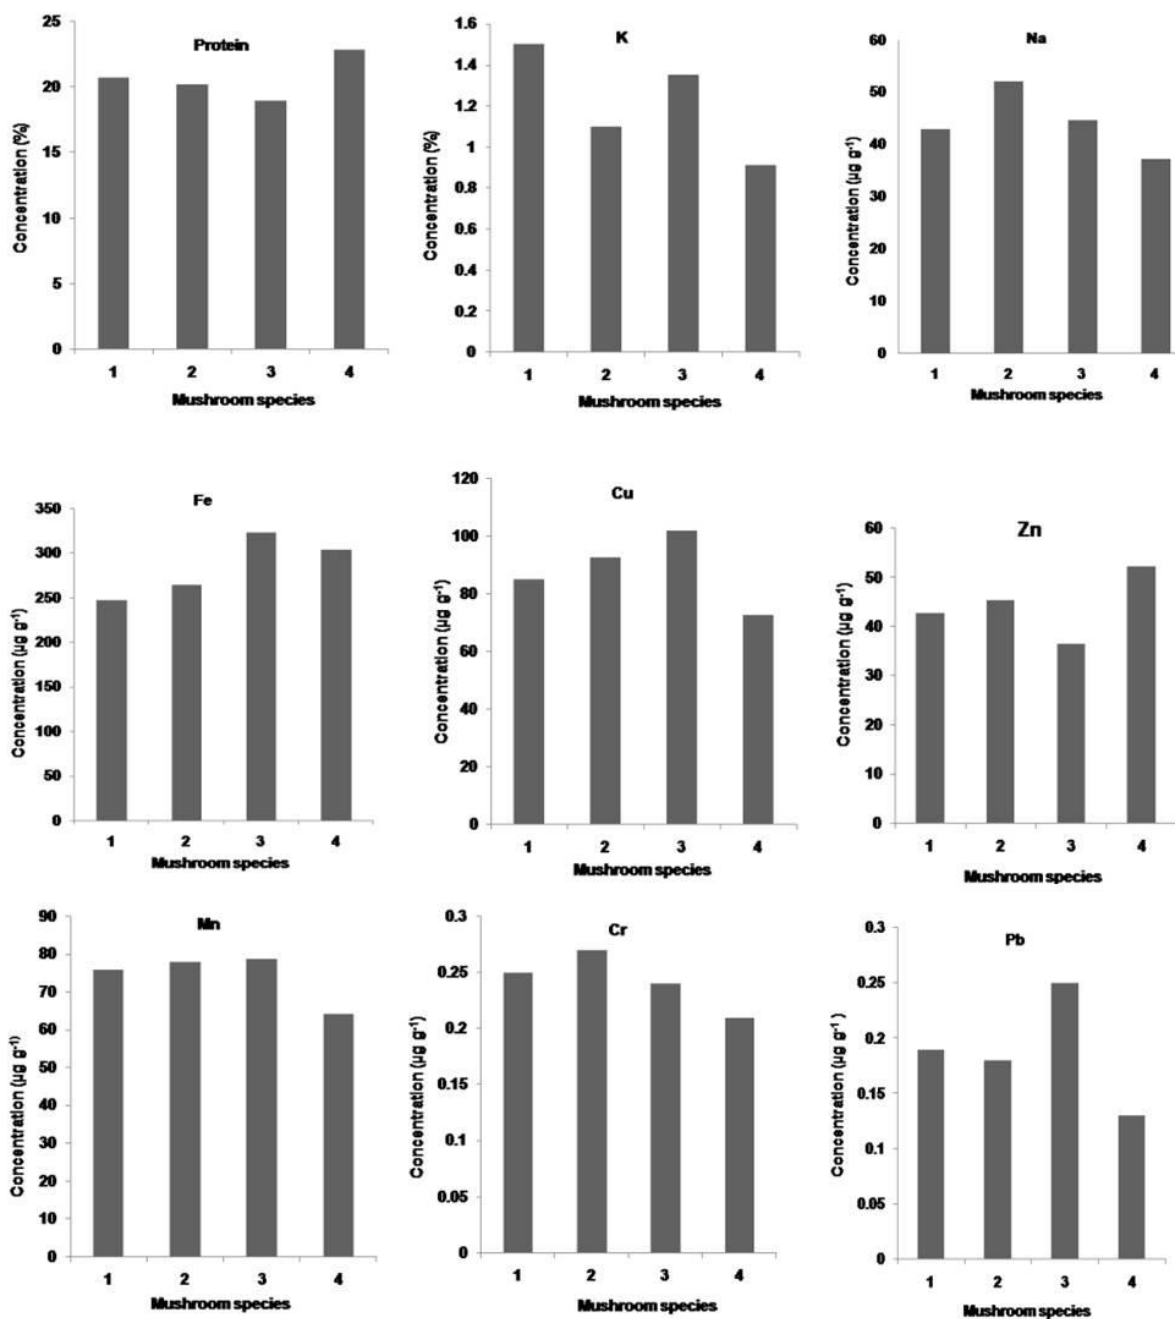 Protein
Concentration (%)
25
20
15
10
5
0
1 2 3 4
Mushroom species
K
Concentration (%)
1.6
1.4
1.2
1
0.8
0.6
0.4
0.2
0
1 2 3 4
Mushroom species
Na
Concentration (µg g-1)
60
50
40
30
20
10
0
1 2 3 4
Mushroom species
Fe
Concentration (µg g-1)
350
300
250
200
150
100
50
0
1 2 3 4
Mushroom species
Cu
Concentration (µg g-1)
120
100
80
60
40
20
0
1 2 3 4
Mushroom species
Zn
Concentration (µg g-1)
60
50
40
30
20
10
0
1 2 3 4
Mushroom species
Mn
Concentration (µg g-1)
90
80
70
60
50
40
30
20
10
0
1 2 3 4
Mushroom species
Cr
Concentration (µg g-1)
0.3
0.25
0.2
0.15
0.1
0.05
0
1 2 3 4
Mushroom species
Pb
Concentration (µg g-1 )
0.3
0.25
0.2
0.15
0.1
0.05
0
1 2 3 4
Mushroom species